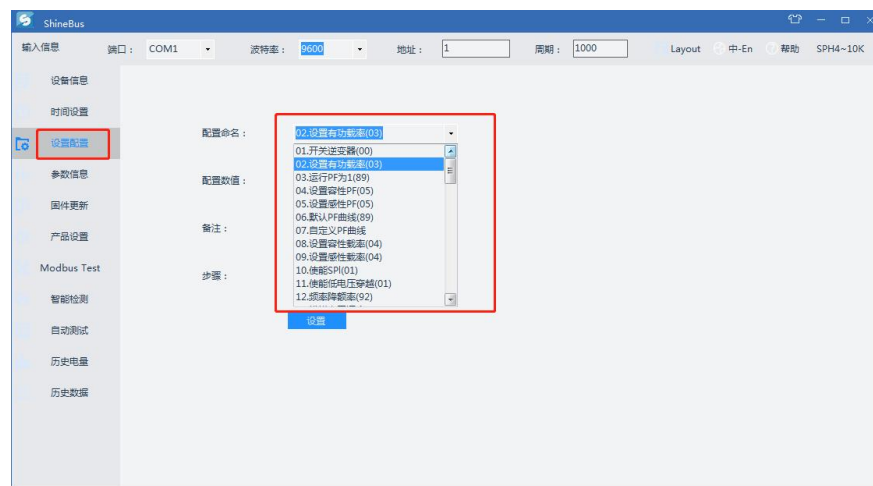 ShineBus
输入信息 端口： COM1 波特率： 9600 地址： 1 周期： 1000 Layout 中-En 帮助 SPH4~10K
设备信息
时间设置
设置配置
参数信息
固件更新
产品设置
Modbus Test
智能检测
自动测试
历史电量
历史数据
配置命名： 02.设置有功载率(03)
01.开关逆变器(00)
02.设置有功载率(03)
03.运行PF为1(89)
04.设置容性PF(05)
05.设置感性PF(05)
06.默认PF曲线(89)
07.自定义PF曲线
08.设置容性载率(04)
09.设置感性载率(04)
10.使能SPI(01)
11.使能低电压穿越(01)
12.频率降额率(92)
配置数值：
备注：
步骤：
设置